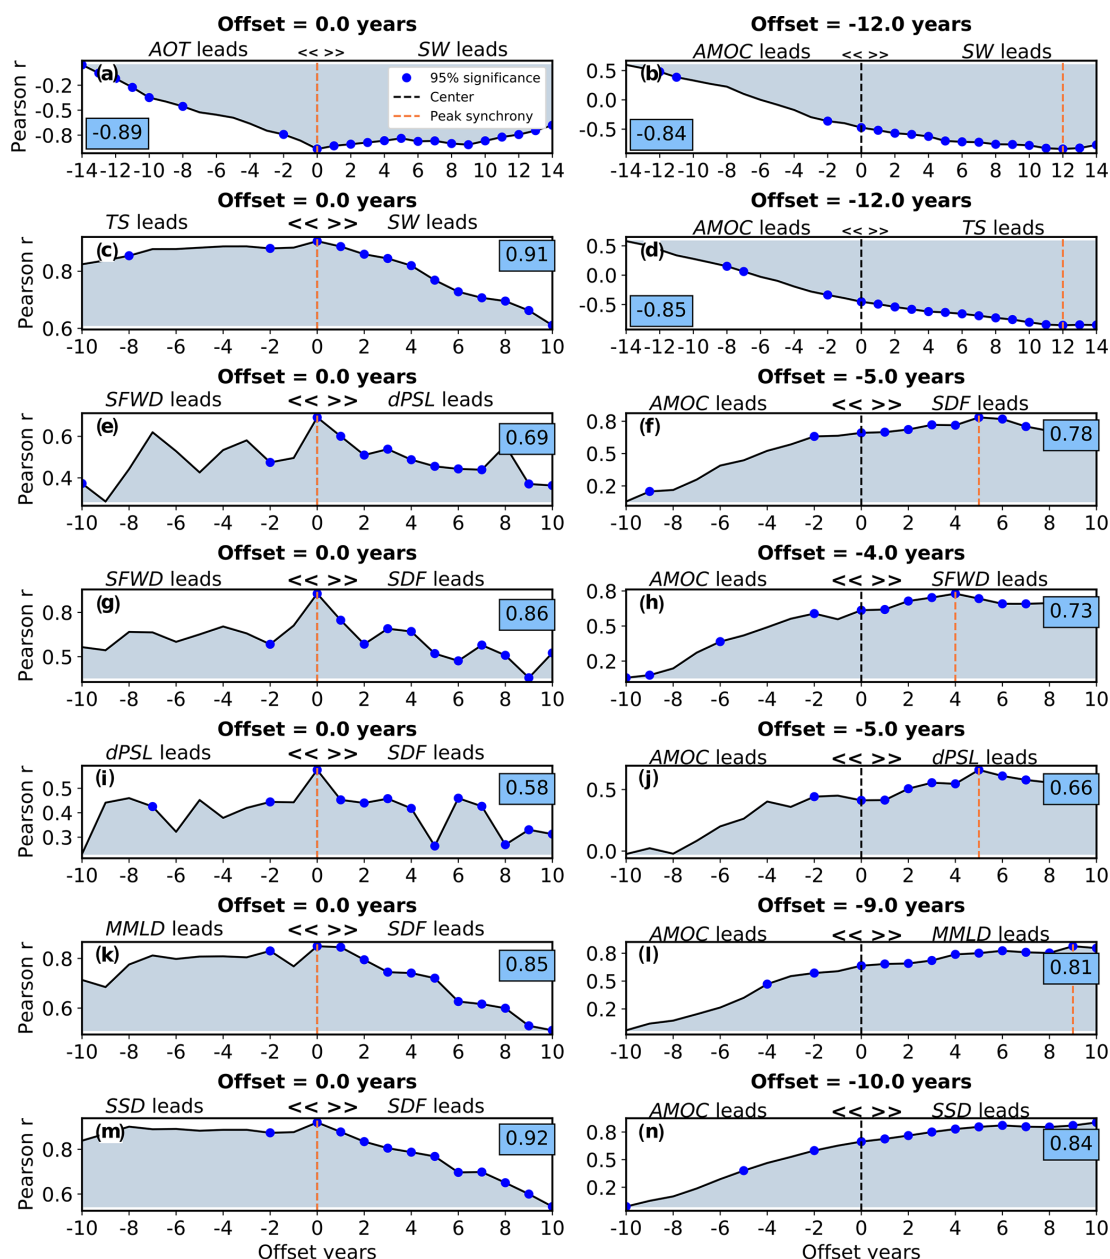 Offset = 0.0 years
AOT leads << >> SW leads
(a)
95% significance
Center
Peak synchrony
-0.89
Pearson r
-0.2
-0.5
-0.8
-14 -12 -10 -8 -6 -4 -2 0 2 4 6 8 10 12 14
Offset = -12.0 years
AMOC leads << >> SW leads
(b)
-0.84
0.5
0.0
-0.5
-14 -12 -10 -8 -6 -4 -2 0 2 4 6 8 10 12 14
Offset = 0.0 years
TS leads << >> SW leads
(c)
0.91
Pearson r
0.8
0.6
-10 -8 -6 -4 -2 0 2 4 6 8 10
Offset = -12.0 years
AMOC leads << >> TS leads
(d)
-0.85
0.5
0.0
-0.5
-14 -12 -10 -8 -6 -4 -2 0 2 4 6 8 10 12 14
Offset = 0.0 years
SFWD leads << >> dPSL leads
(e)
0.69
Pearson r
0.6
0.4
-10 -8 -6 -4 -2 0 2 4 6 8 10
Offset = -5.0 years
AMOC leads << >> SDF leads
(f)
0.78
0.8
0.5
0.2
-10 -8 -6 -4 -2 0 2 4 6 8 10
Offset = 0.0 years
SFWD leads << >> SDF leads
(g)
0.86
Pearson r
0.8
0.5
-10 -8 -6 -4 -2 0 2 4 6 8 10
Offset = -4.0 years
AMOC leads << >> SFWD leads
(h)
0.73
0.8
0.5
0.2
-10 -8 -6 -4 -2 0 2 4 6 8 10
Offset = 0.0 years
dPSL leads << >> SDF leads
(i)
0.58
Pearson r
0.5
0.4
0.3
-10 -8 -6 -4 -2 0 2 4 6 8 10
Offset = -5.0 years
AMOC leads << >> dPSL leads
(j)
0.66
0.5
0.0
-10 -8 -6 -4 -2 0 2 4 6 8 10
Offset = 0.0 years
MMLD leads << >> SDF leads
(k)
0.85
Pearson r
0.8
0.6
-10 -8 -6 -4 -2 0 2 4 6 8 10
Offset = -9.0 years
AMOC leads << >> MMLD leads
(l)
0.81
0.8
0.5
0.2
-10 -8 -6 -4 -2 0 2 4 6 8 10
Offset = 0.0 years
SSD leads << >> SDF leads
(m)
0.92
Pearson r
0.8
0.6
-10 -8 -6 -4 -2 0 2 4 6 8 10
Offset years
Offset = -10.0 years
AMOC leads << >> SSD leads
(n)
0.84
0.8
0.5
0.2
-10 -8 -6 -4 -2 0 2 4 6 8 10
Offset years